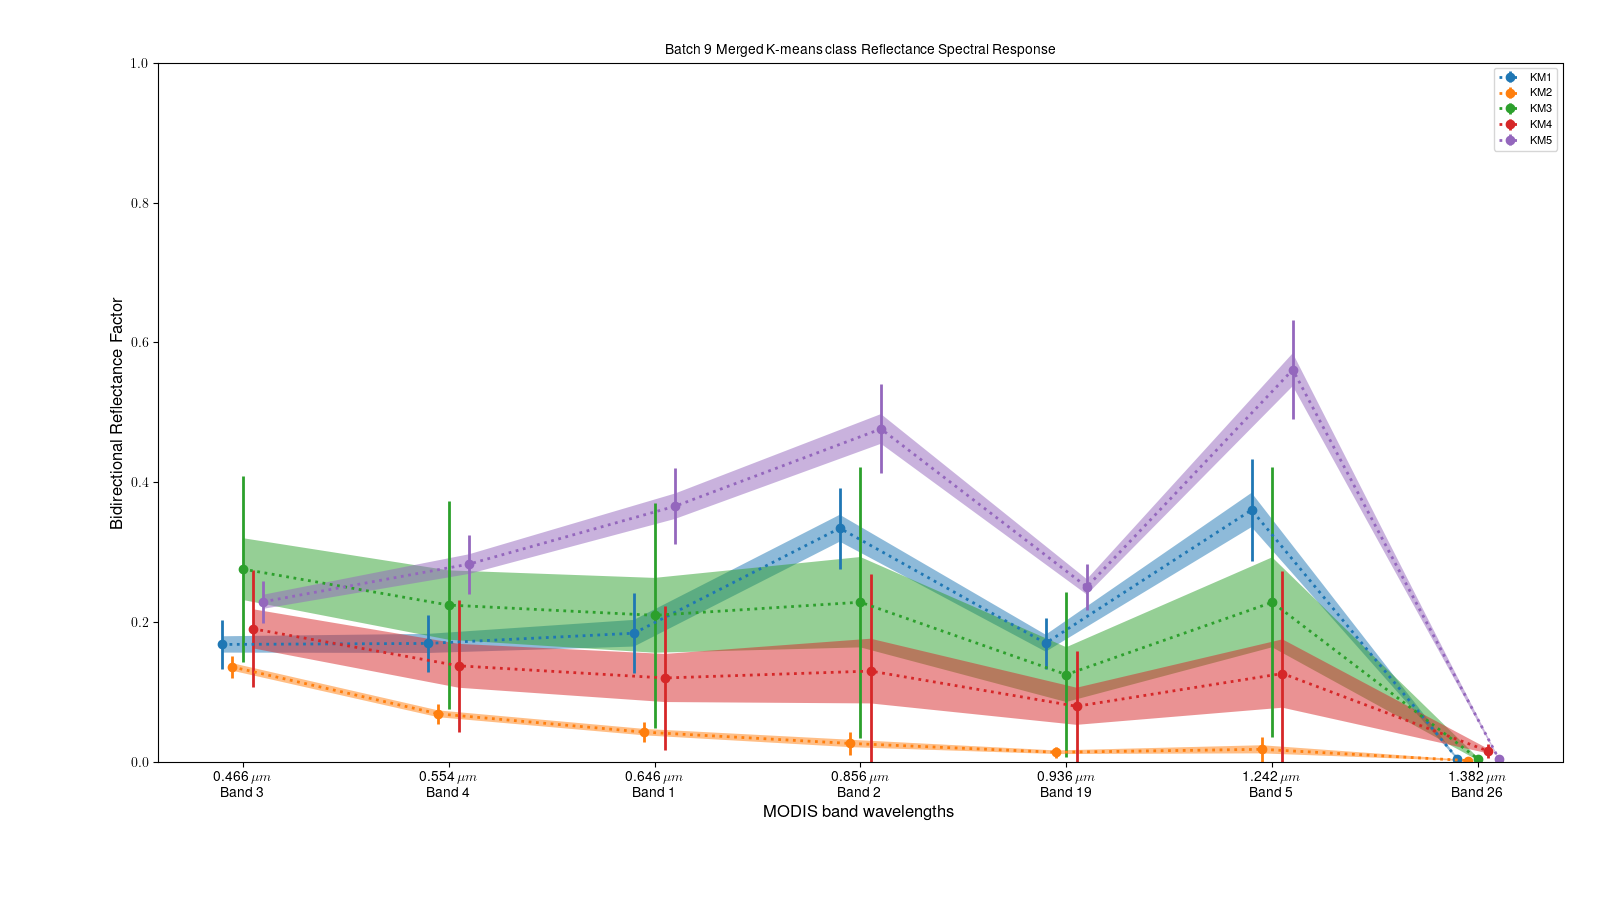 Batch 9 Merged K-means class Reflectance Spectral Response
1.0
KM1
KM2
KM3
KM4
KM5
0.8
0.6
0.4
0.2
0.0
Bidirectional Reflectance Factor
0.466 μm 0.554 μm 0.646 μm 0.856 μm 0.936 μm 1.242 μm 1.382 μm
Band 3 Band 4 Band 1 Band 2 Band 19 Band 5 Band 26
MODIS band wavelengths